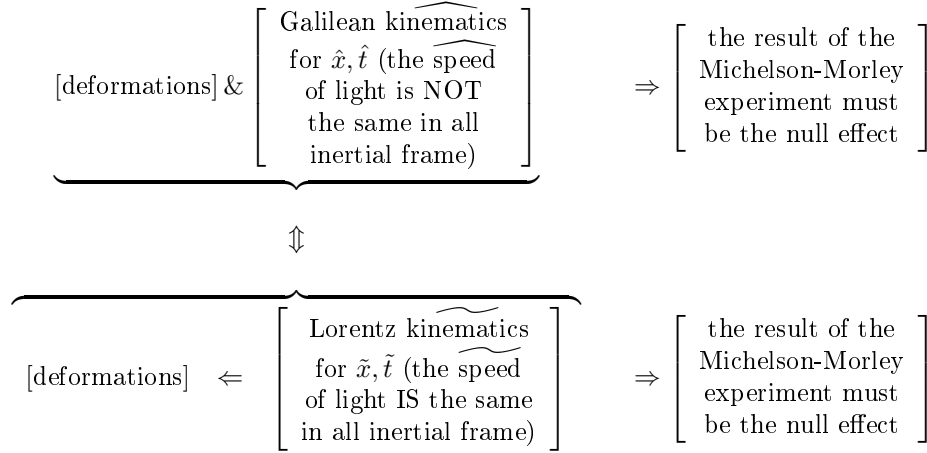 [deformations] & [ Galilean kinematics for x̂, t̂ (the speed of light is NOT the same in all inertial frame) ] ⇒ [ the result of the Michelson-Morley experiment must be the null effect ]
⇕
[deformations] ⇐ [ Lorentz kinematics for x̃, t̃ (the speed of light IS the same in all inertial frame) ] ⇒ [ the result of the Michelson-Morley experiment must be the null effect ]